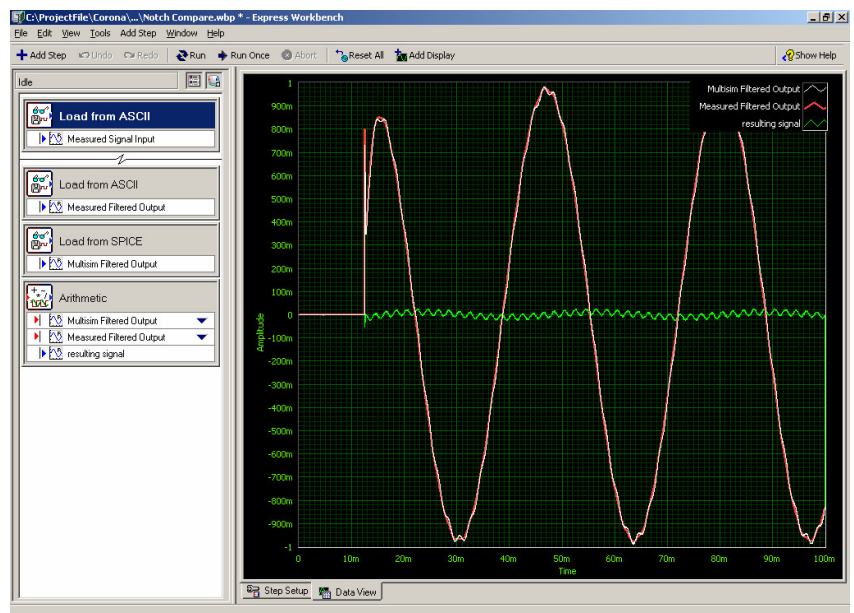 C:\ProjectFile\Corona\...\Notch Compare.wbp * - Express Workbench
File Edit View Tools Add Step Window Help
Add Step Undo Redo Run Run Once Abort Reset All Add Display Show Help
Idle
Load from ASCII
Measured Signal Input
Load from ASCII
Measured Filtered Output
Load from SPICE
Multisim Filtered Output
Arithmetic
Multisim Filtered Output
Measured Filtered Output
resulting signal
Multisim Filtered Output
Measured Filtered Output
resulting signal
Amplitude
1
900m
800m
700m
600m
500m
400m
300m
200m
100m
0
-100m
-200m
-300m
-400m
-500m
-600m
-700m
-800m
-900m
-1
0 10m 20m 30m 40m 50m 60m 70m 80m 90m 100m
Time
Step Setup Data View